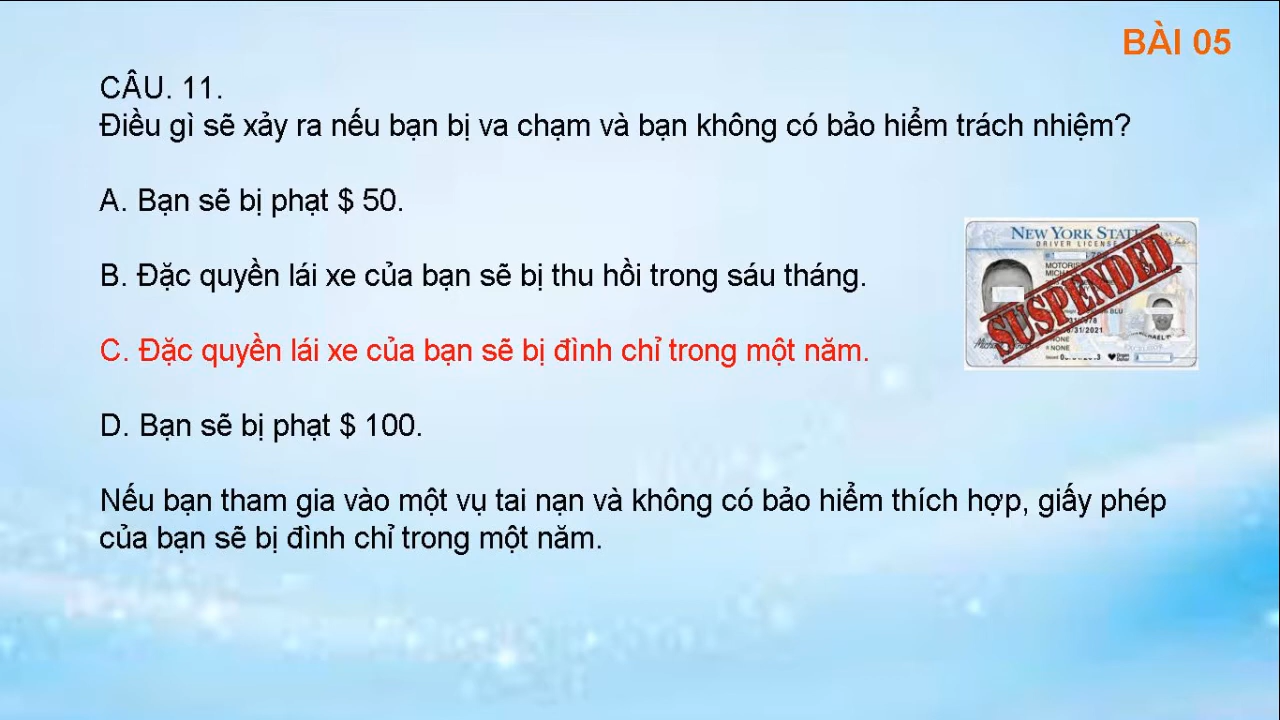 BÀI 05
CÂU. 11.
Điều gì sẽ xảy ra nếu bạn bị va chạm và bạn không có bảo hiểm trách nhiệm?
A. Bạn sẽ bị phạt $ 50.
B. Đặc quyền lái xe của bạn sẽ bị thu hồi trong sáu tháng.
C. Đặc quyền lái xe của bạn sẽ bị đình chỉ trong một năm.
D. Bạn sẽ bị phạt $ 100.
Nếu bạn tham gia vào một vụ tai nạn và không có bảo hiểm thích hợp, giấy phép
của bạn sẽ bị đình chỉ trong một năm.
NEW YORK STATE
DRIVER LICENSE
SUSPENDED